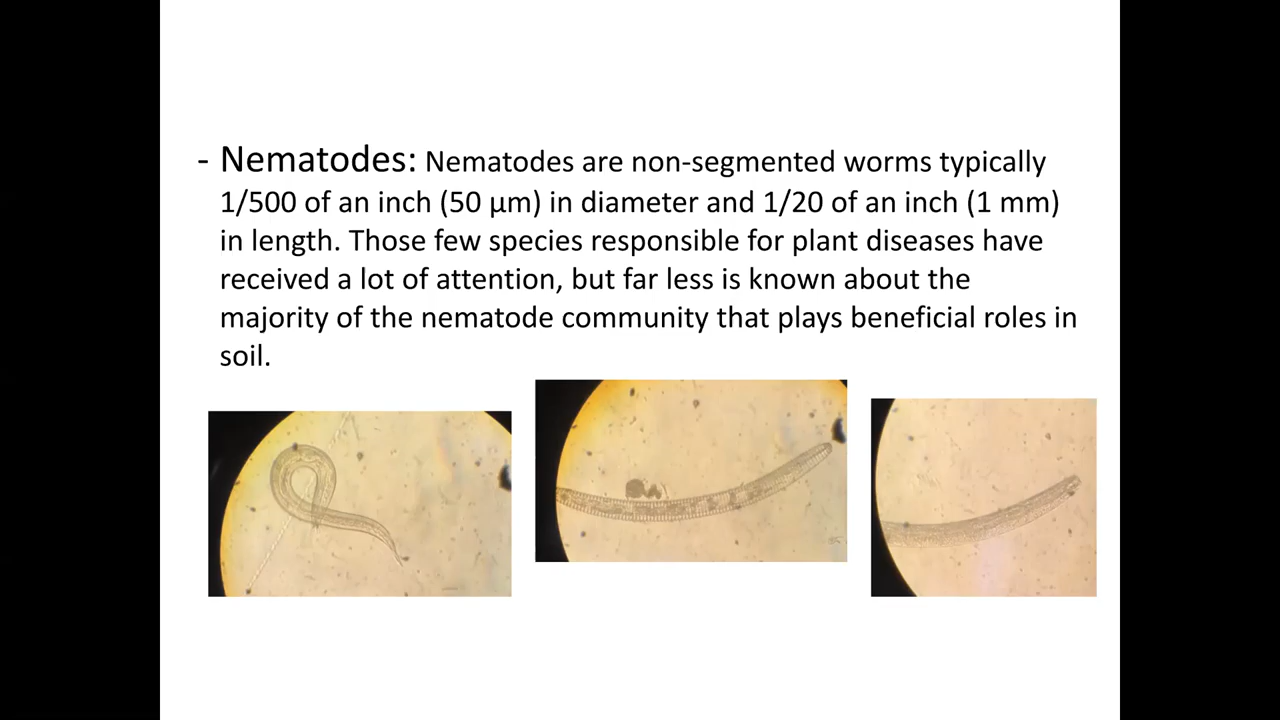 - Nematodes: Nematodes are non-segmented worms typically
1/500 of an inch (50 µm) in diameter and 1/20 of an inch (1 mm)
in length. Those few species responsible for plant diseases have
received a lot of attention, but far less is known about the
majority of the nematode community that plays beneficial roles in
soil.